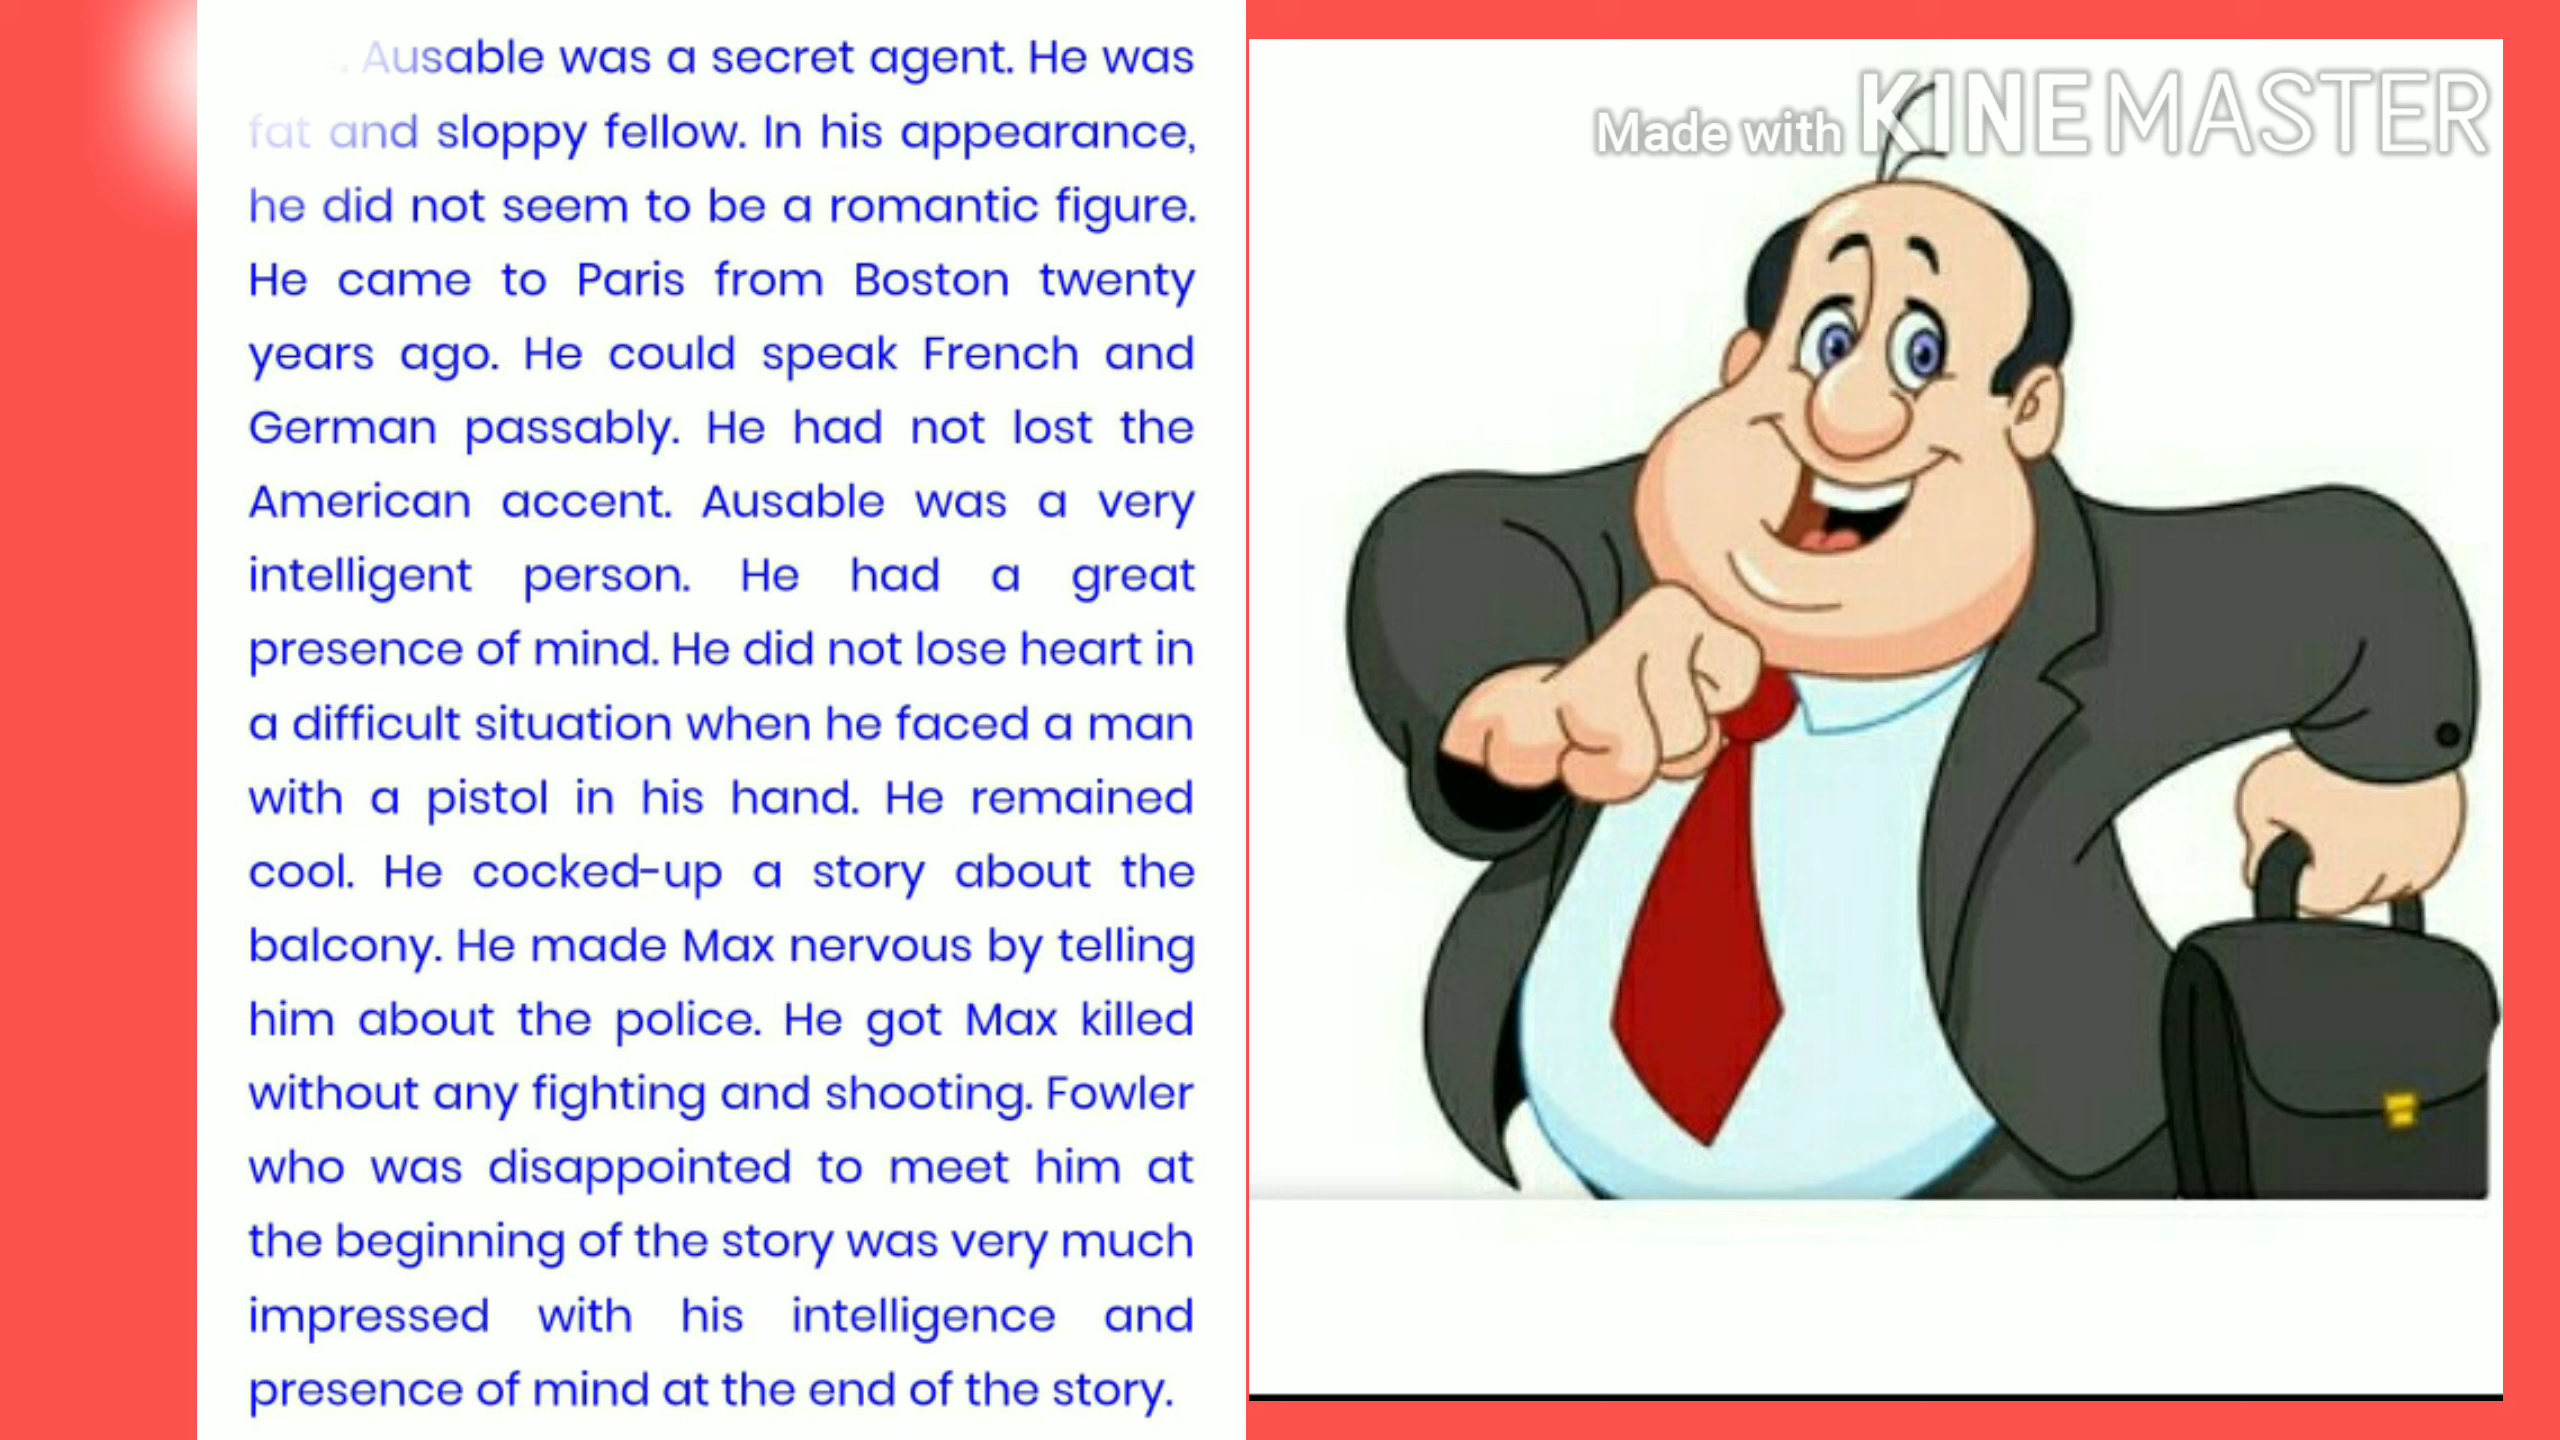 . Ausable was a secret agent. He was
fat and sloppy fellow. In his appearance,
he did not seem to be a romantic figure.
He came to Paris from Boston twenty
years ago. He could speak French and
German passably. He had not lost the
American accent. Ausable was a very
intelligent person. He had a great
presence of mind. He did not lose heart in
a difficult situation when he faced a man
with a pistol in his hand. He remained
cool. He cocked-up a story about the
balcony. He made Max nervous by telling
him about the police. He got Max killed
without any fighting and shooting. Fowler
who was disappointed to meet him at
the beginning of the story was very much
impressed with his intelligence and
presence of mind at the end of the story.
Made with KINEMASTER